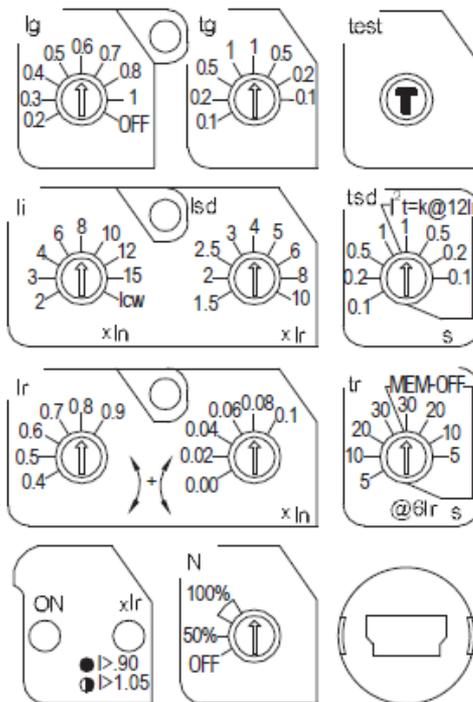 Ig
0.2 0.3 0.4 0.5 0.6 0.7 0.8 1 OFF
tg
0.1 0.2 0.5 1 1 0.5 0.2 0.1
test
T
Ii
2 3 4 6 8 10 12 15 Icw
xIn
Isd
1.5 2 2.5 3 4 5 6 8 10
xIr
tsd
I²t=k@12Ir
0.1 0.2 0.5 1 1 0.5 0.2 0.1
s
Ir
0.4 0.5 0.6 0.7 0.8 0.9
+
0.00 0.02 0.04 0.06 0.08 0.1
xIn
tr
MEM-OFF
5 10 20 30 30 20 10 5
@6Ir s
ON xIr
I>.90
I>1.05
N
100%
50%
OFF